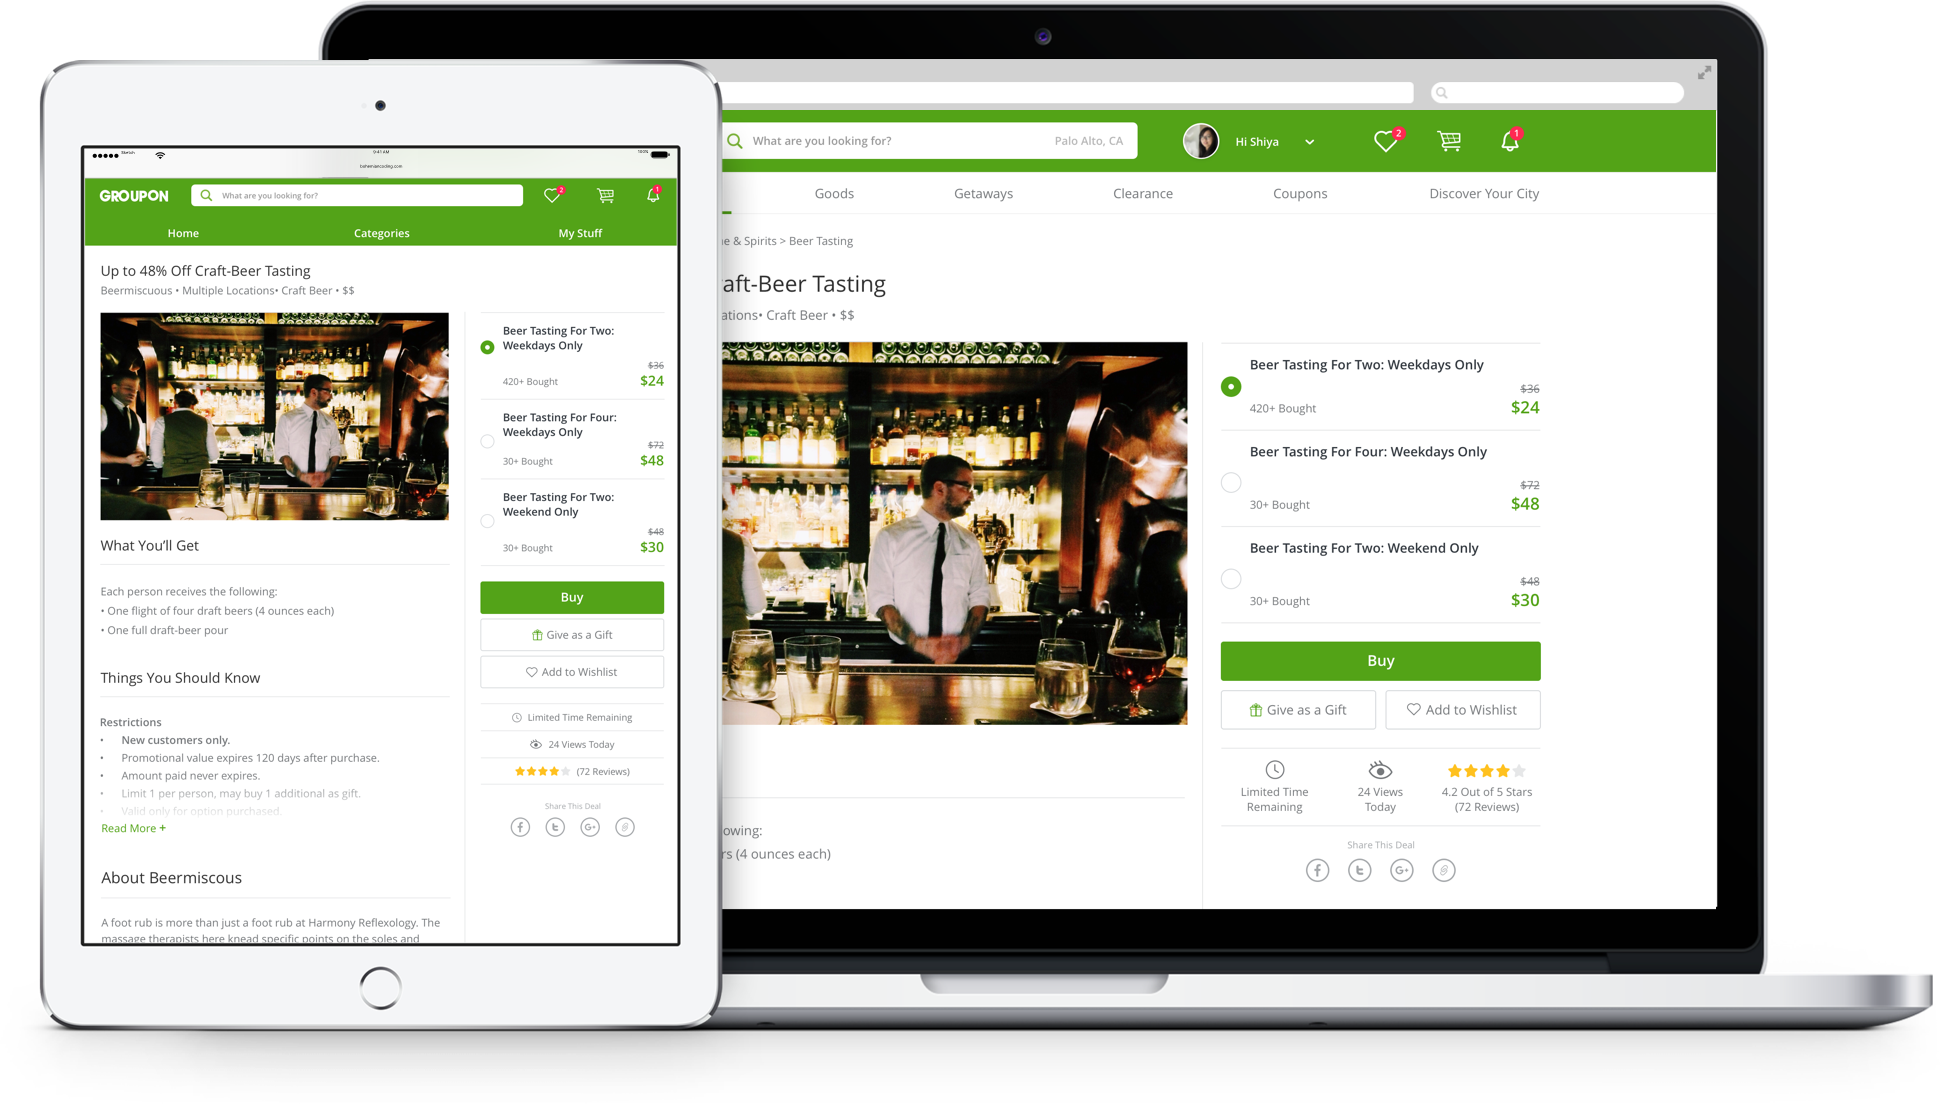 Sketch
9:41 AM
100%
bohemiancoding.com
GROUPON
What are you looking for?
2
1
Home
Categories
My Stuff
Up to 48% Off Craft-Beer Tasting
Beermiscuous • Multiple Locations• Craft Beer • $$
Beer Tasting For Two:
Weekdays Only
$36
420+ Bought
$24
Beer Tasting For Four:
Weekdays Only
$72
30+ Bought
$48
Beer Tasting For Two:
Weekend Only
$48
30+ Bought
$30
Buy
Give as a Gift
Add to Wishlist
Limited Time Remaining
24 Views Today
(72 Reviews)
Share This Deal
What You'll Get
Each person receives the following:
• One flight of four draft beers (4 ounces each)
• One full draft-beer pour
Things You Should Know
Restrictions
• New customers only.
• Promotional value expires 120 days after purchase.
• Amount paid never expires.
• Limit 1 per person, may buy 1 additional as gift.
• Valid only for option purchased.
Read More +
About Beermiscous
A foot rub is more than just a foot rub at Harmony Reflexology. The
massage therapists here knead specific points on the soles and
What are you looking for?
Palo Alto, CA
Hi Shiya
2
1
Goods
Getaways
Clearance
Coupons
Discover Your City
e & Spirits > Beer Tasting
aft-Beer Tasting
ations• Craft Beer • $$
Beer Tasting For Two: Weekdays Only
$36
420+ Bought
$24
Beer Tasting For Four: Weekdays Only
$72
30+ Bought
$48
Beer Tasting For Two: Weekend Only
$48
30+ Bought
$30
Buy
Give as a Gift
Add to Wishlist
Limited Time
Remaining
24 Views
Today
4.2 Out of 5 Stars
(72 Reviews)
Share This Deal
owing:
rs (4 ounces each)